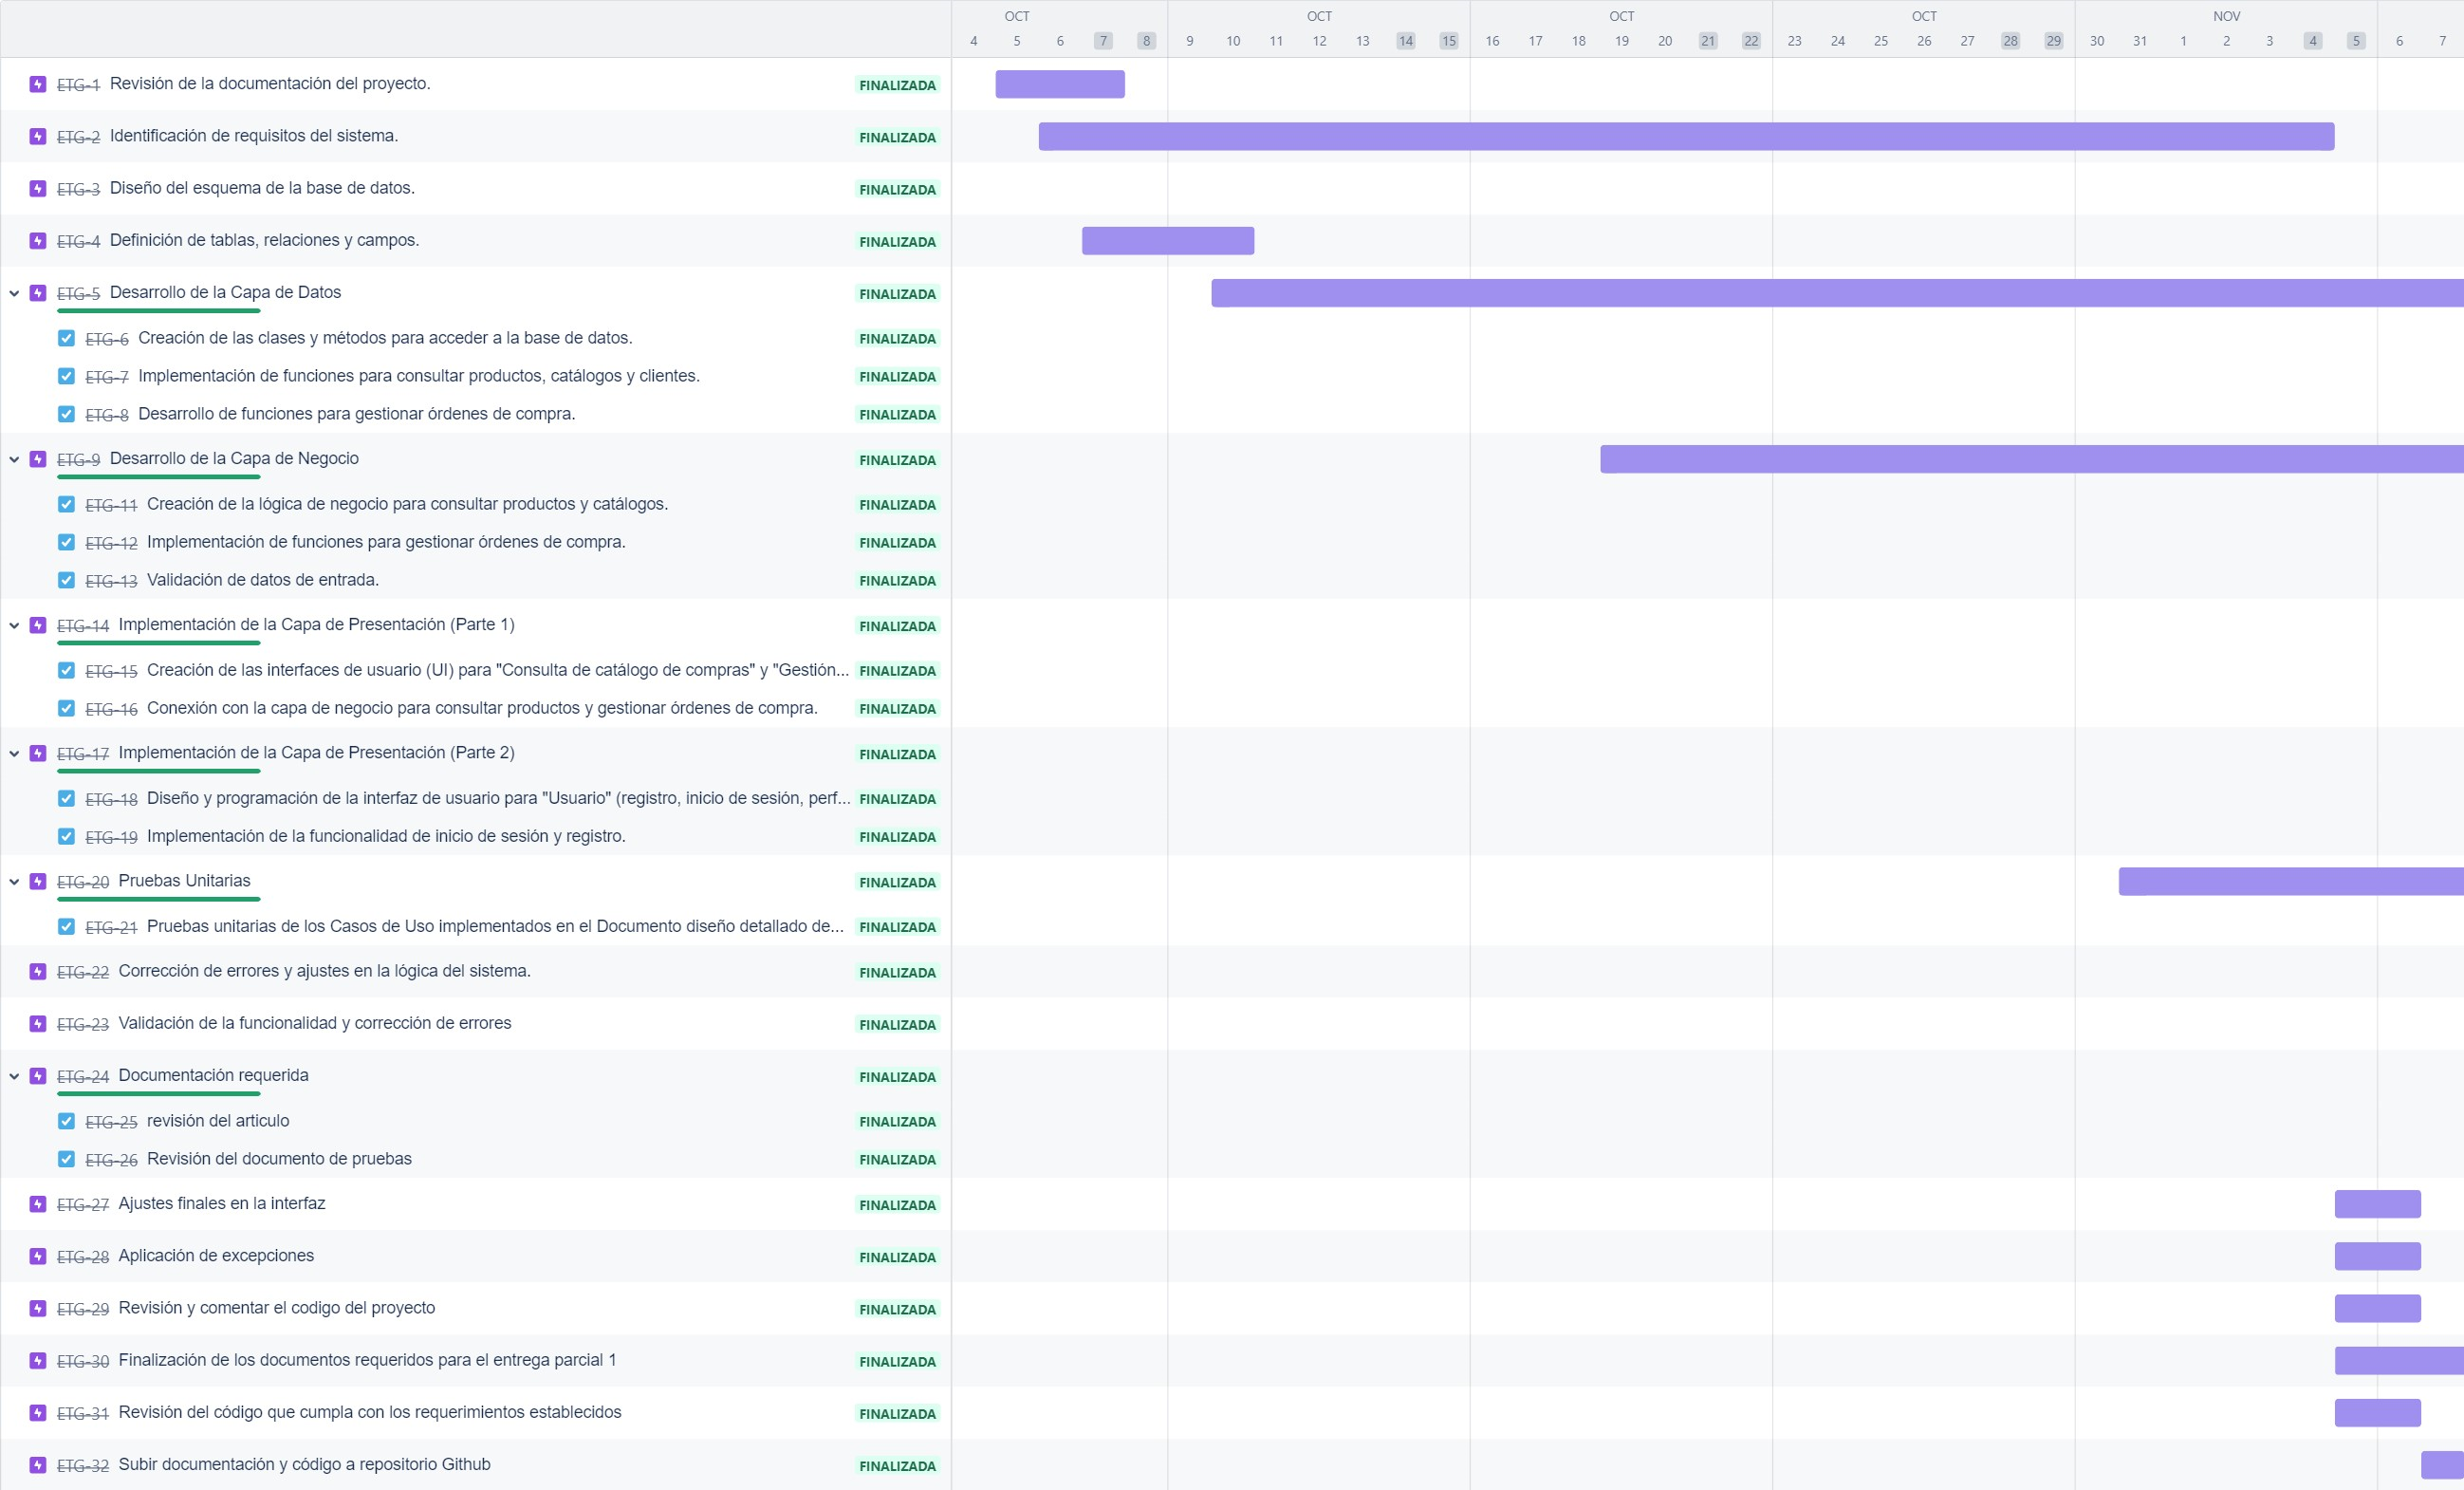 OCT OCT OCT OCT NOV
4 5 6 7 8 9 10 11 12 13 14 15 16 17 18 19 20 21 22 23 24 25 26 27 28 29 30 31 1 2 3 4 5 6 7
ETG-1 Revisión de la documentación del proyecto. FINALIZADA
ETG-2 Identificación de requisitos del sistema. FINALIZADA
ETG-3 Diseño del esquema de la base de datos. FINALIZADA
ETG-4 Definición de tablas, relaciones y campos. FINALIZADA
ETG-5 Desarrollo de la Capa de Datos FINALIZADA
ETG-6 Creación de las clases y métodos para acceder a la base de datos. FINALIZADA
ETG-7 Implementación de funciones para consultar productos, catálogos y clientes. FINALIZADA
ETG-8 Desarrollo de funciones para gestionar órdenes de compra. FINALIZADA
ETG-9 Desarrollo de la Capa de Negocio FINALIZADA
ETG-11 Creación de la lógica de negocio para consultar productos y catálogos. FINALIZADA
ETG-12 Implementación de funciones para gestionar órdenes de compra. FINALIZADA
ETG-13 Validación de datos de entrada. FINALIZADA
ETG-14 Implementación de la Capa de Presentación (Parte 1) FINALIZADA
ETG-15 Creación de las interfaces de usuario (UI) para "Consulta de catálogo de compras" y "Gestión... FINALIZADA
ETG-16 Conexión con la capa de negocio para consultar productos y gestionar órdenes de compra. FINALIZADA
ETG-17 Implementación de la Capa de Presentación (Parte 2) FINALIZADA
ETG-18 Diseño y programación de la interfaz de usuario para "Usuario" (registro, inicio de sesión, perf... FINALIZADA
ETG-19 Implementación de la funcionalidad de inicio de sesión y registro. FINALIZADA
ETG-20 Pruebas Unitarias FINALIZADA
ETG-21 Pruebas unitarias de los Casos de Uso implementados en el Documento diseño detallado de... FINALIZADA
ETG-22 Corrección de errores y ajustes en la lógica del sistema. FINALIZADA
ETG-23 Validación de la funcionalidad y corrección de errores FINALIZADA
ETG-24 Documentación requerida FINALIZADA
ETG-25 revisión del articulo FINALIZADA
ETG-26 Revisión del documento de pruebas FINALIZADA
ETG-27 Ajustes finales en la interfaz FINALIZADA
ETG-28 Aplicación de excepciones FINALIZADA
ETG-29 Revisión y comentar el codigo del proyecto FINALIZADA
ETG-30 Finalización de los documentos requeridos para el entrega parcial 1 FINALIZADA
ETG-31 Revisión del código que cumpla con los requerimientos establecidos FINALIZADA
ETG-32 Subir documentación y código a repositorio Github FINALIZADA